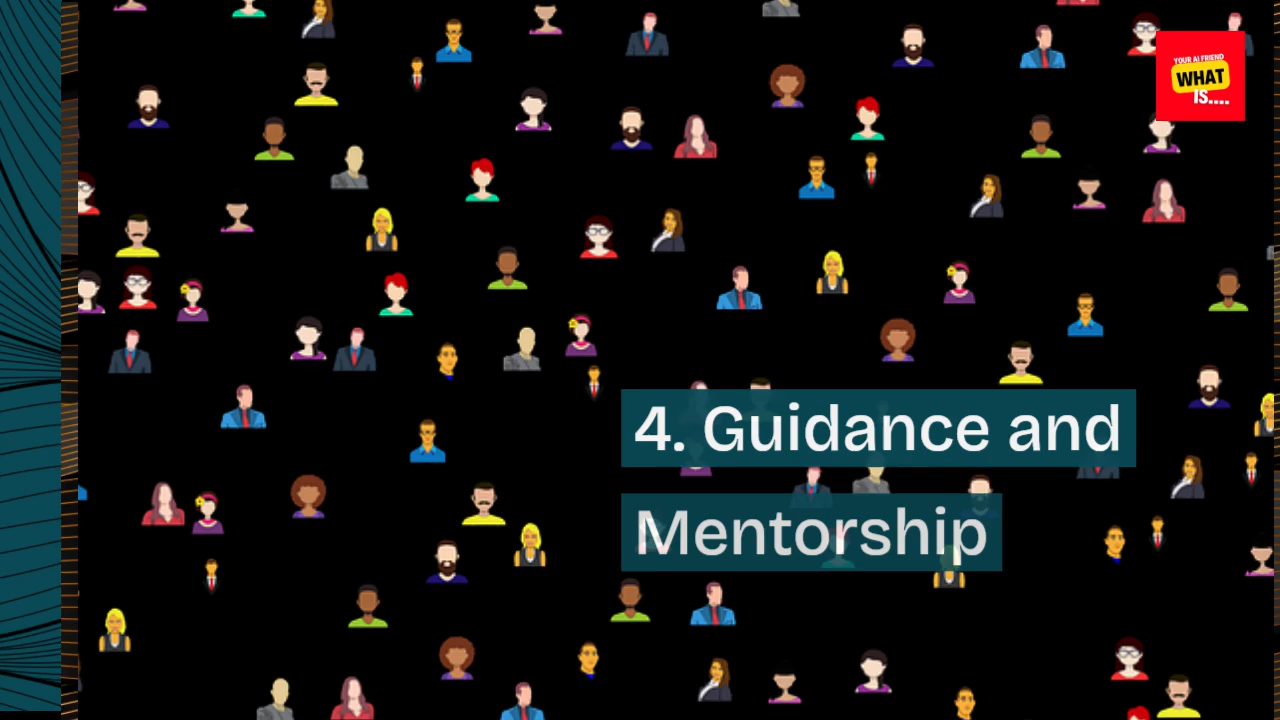 YOUR AI FRIEND
WHAT
IS....
4. Guidance and
Mentorship